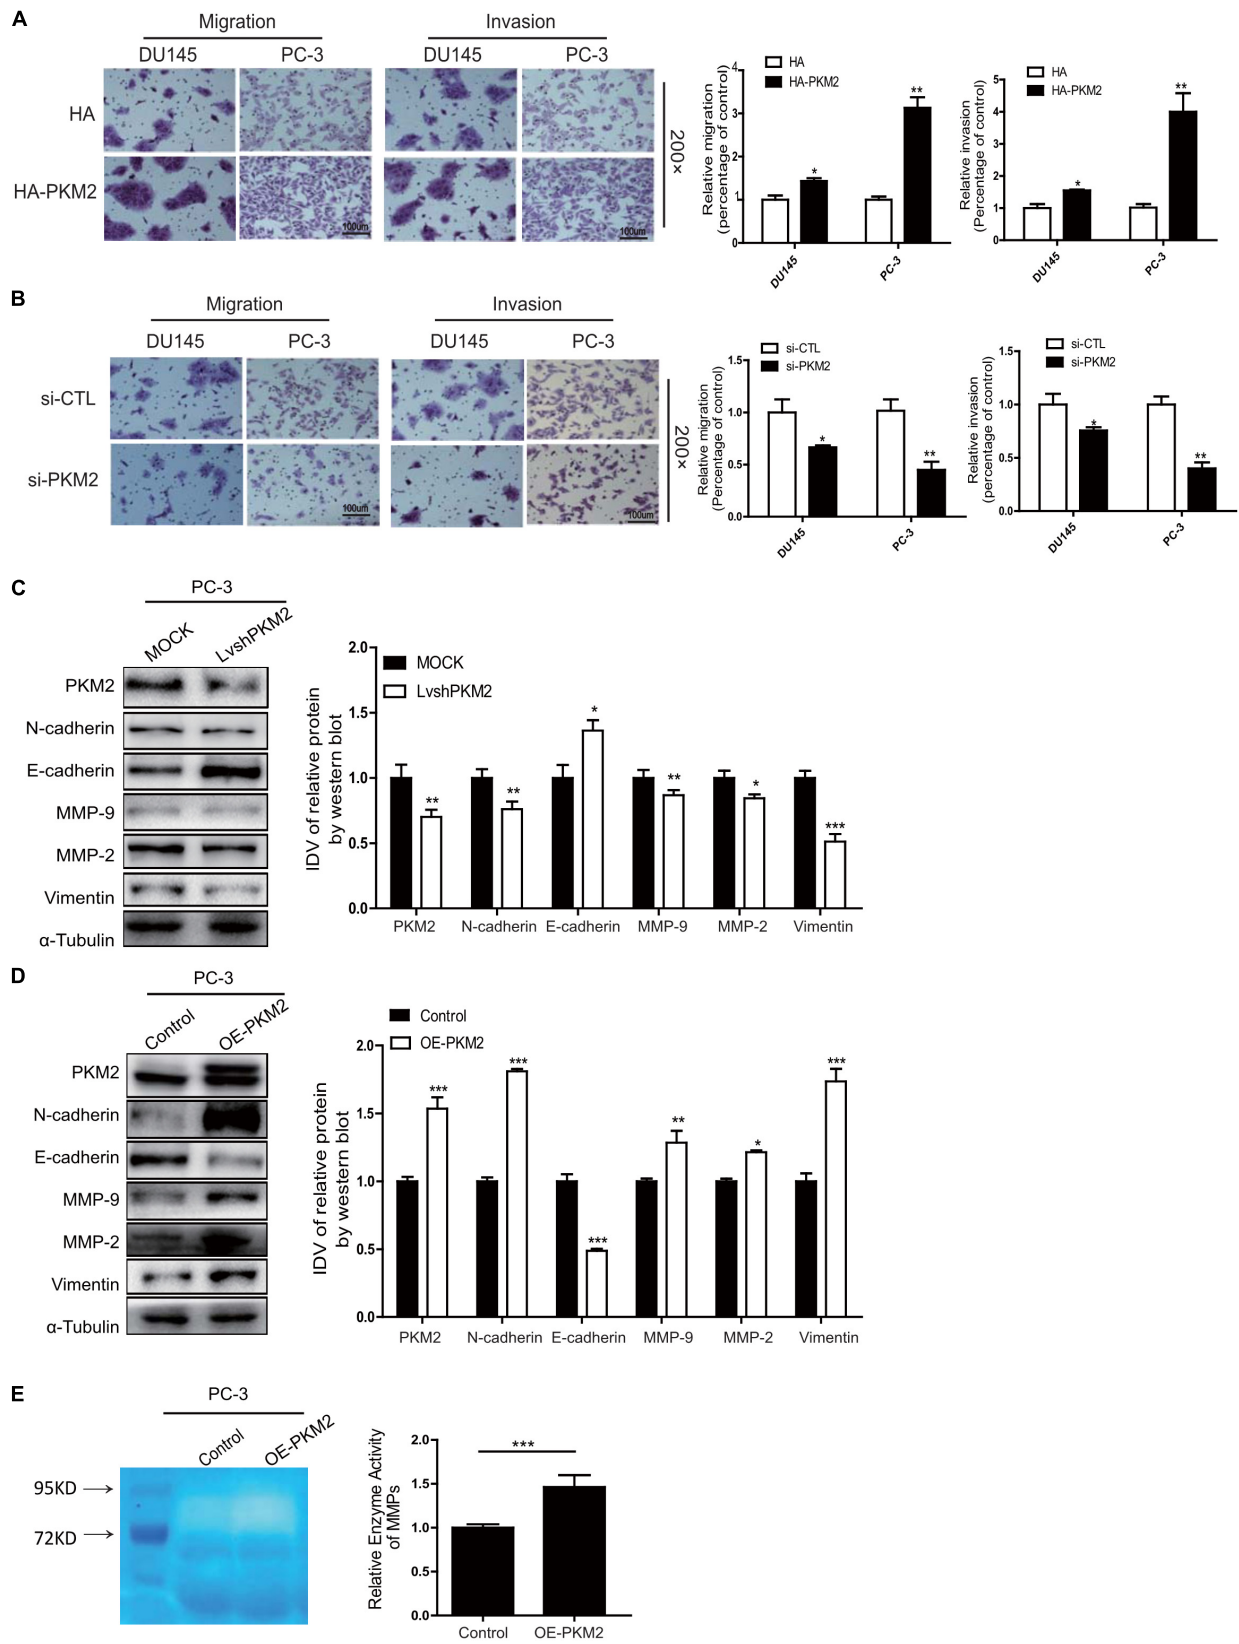 A
Migration
Invasion
DU145
PC-3
DU145
PC-3
HA
HA-PKM2
100um
100um
200×
Relative migration
(percentage of control)
4
3
2
1
0
HA
HA-PKM2
*
**
DU145
PC-3
Relative invasion
(Percentage of control)
5
4
3
2
1
0
HA
HA-PKM2
*
**
DU145
PC-3
B
Migration
Invasion
DU145
PC-3
DU145
PC-3
si-CTL
si-PKM2
100um
100um
200×
Relative migration
(Percentage of control)
1.5
1.0
0.5
0.0
si-CTL
si-PKM2
*
**
DU145
PC-3
Relative invasion
(percentage of control)
1.5
1.0
0.5
0.0
si-CTL
si-PKM2
*
**
DU145
PC-3
C
PC-3
MOCK
LvshPKM2
PKM2
N-cadherin
E-cadherin
MMP-9
MMP-2
Vimentin
α-Tubulin
IDV of relative protein
by western blot
2.0
1.5
1.0
0.5
0.0
MOCK
LvshPKM2
**
**
*
**
*
***
PKM2
N-cadherin
E-cadherin
MMP-9
MMP-2
Vimentin
D
PC-3
Control
OE-PKM2
PKM2
N-cadherin
E-cadherin
MMP-9
MMP-2
Vimentin
α-Tubulin
IDV of relative protein
by western blot
2.0
1.5
1.0
0.5
0.0
Control
OE-PKM2
***
***
***
**
*
***
PKM2
N-cadherin
E-cadherin
MMP-9
MMP-2
Vimentin
E
PC-3
Control
OE-PKM2
95KD
72KD
Relative Enzyme Activity
of MMPs
2.0
1.5
1.0
0.5
0.0
***
Control
OE-PKM2